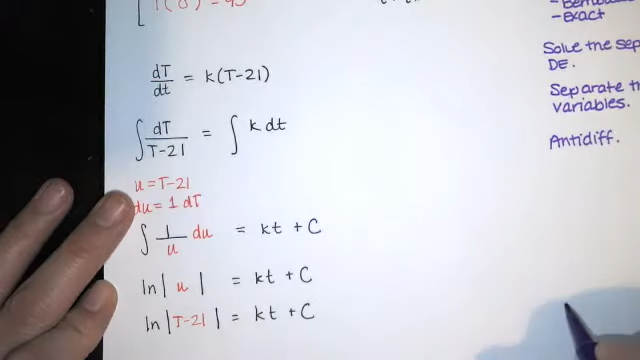 dT/dt = k(T-21)
∫ dT/T-21 = ∫ k dt
u = T-21
du = 1 dT
∫ 1/u du = kt + C
ln|u| = kt + C
ln|T-21| = kt + C
-Exact
Solve the sep
DE.
Separate th
variables.
Antidiff.